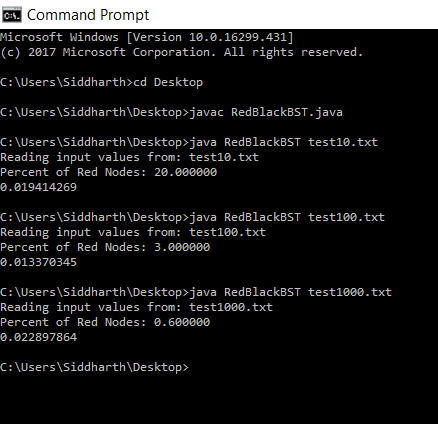 Command Prompt
Microsoft Windows [Version 10.0.16299.431]
(c) 2017 Microsoft Corporation. All rights reserved.
C:\Users\Siddharth>cd Desktop
C:\Users\Siddharth\Desktop>javac RedBlackBST.java
C:\Users\Siddharth\Desktop>java RedBlackBST test10.txt
Reading input values from: test10.txt
Percent of Red Nodes: 20.000000
0.019414269
C:\Users\Siddharth\Desktop>java RedBlackBST test100.txt
Reading input values from: test100.txt
Percent of Red Nodes: 3.000000
0.013370345
C:\Users\Siddharth\Desktop>java RedBlackBST test1000.txt
Reading input values from: test1000.txt
Percent of Red Nodes: 0.600000
0.022897864
C:\Users\Siddharth\Desktop>